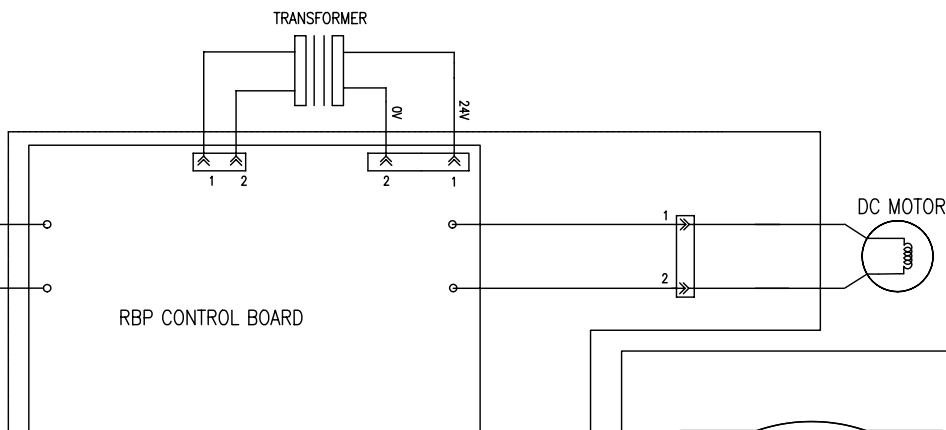 TRANSFORMER
0V
24V
1 2
2 1
1
DC MOTOR
2
RBP CONTROL BOARD